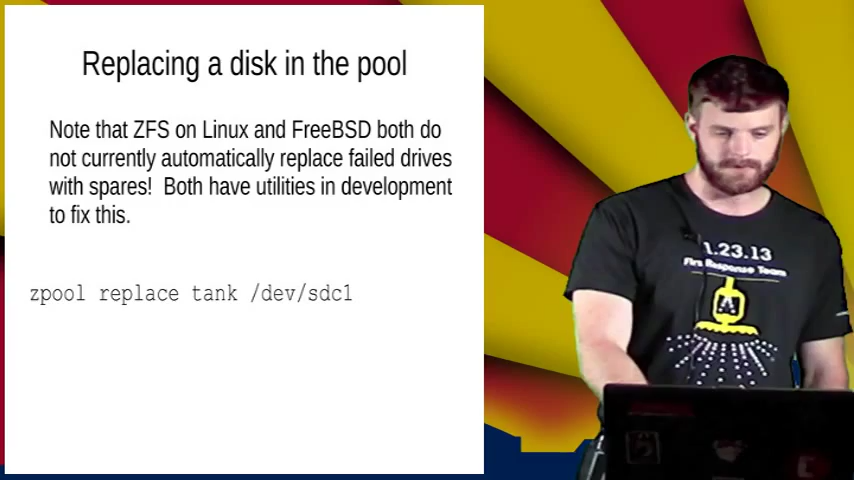 Replacing a disk in the pool
Note that ZFS on Linux and FreeBSD both do
not currently automatically replace failed drives
with spares!  Both have utilities in development
to fix this.
zpool replace tank /dev/sdc1
1.23.13
First Response Team